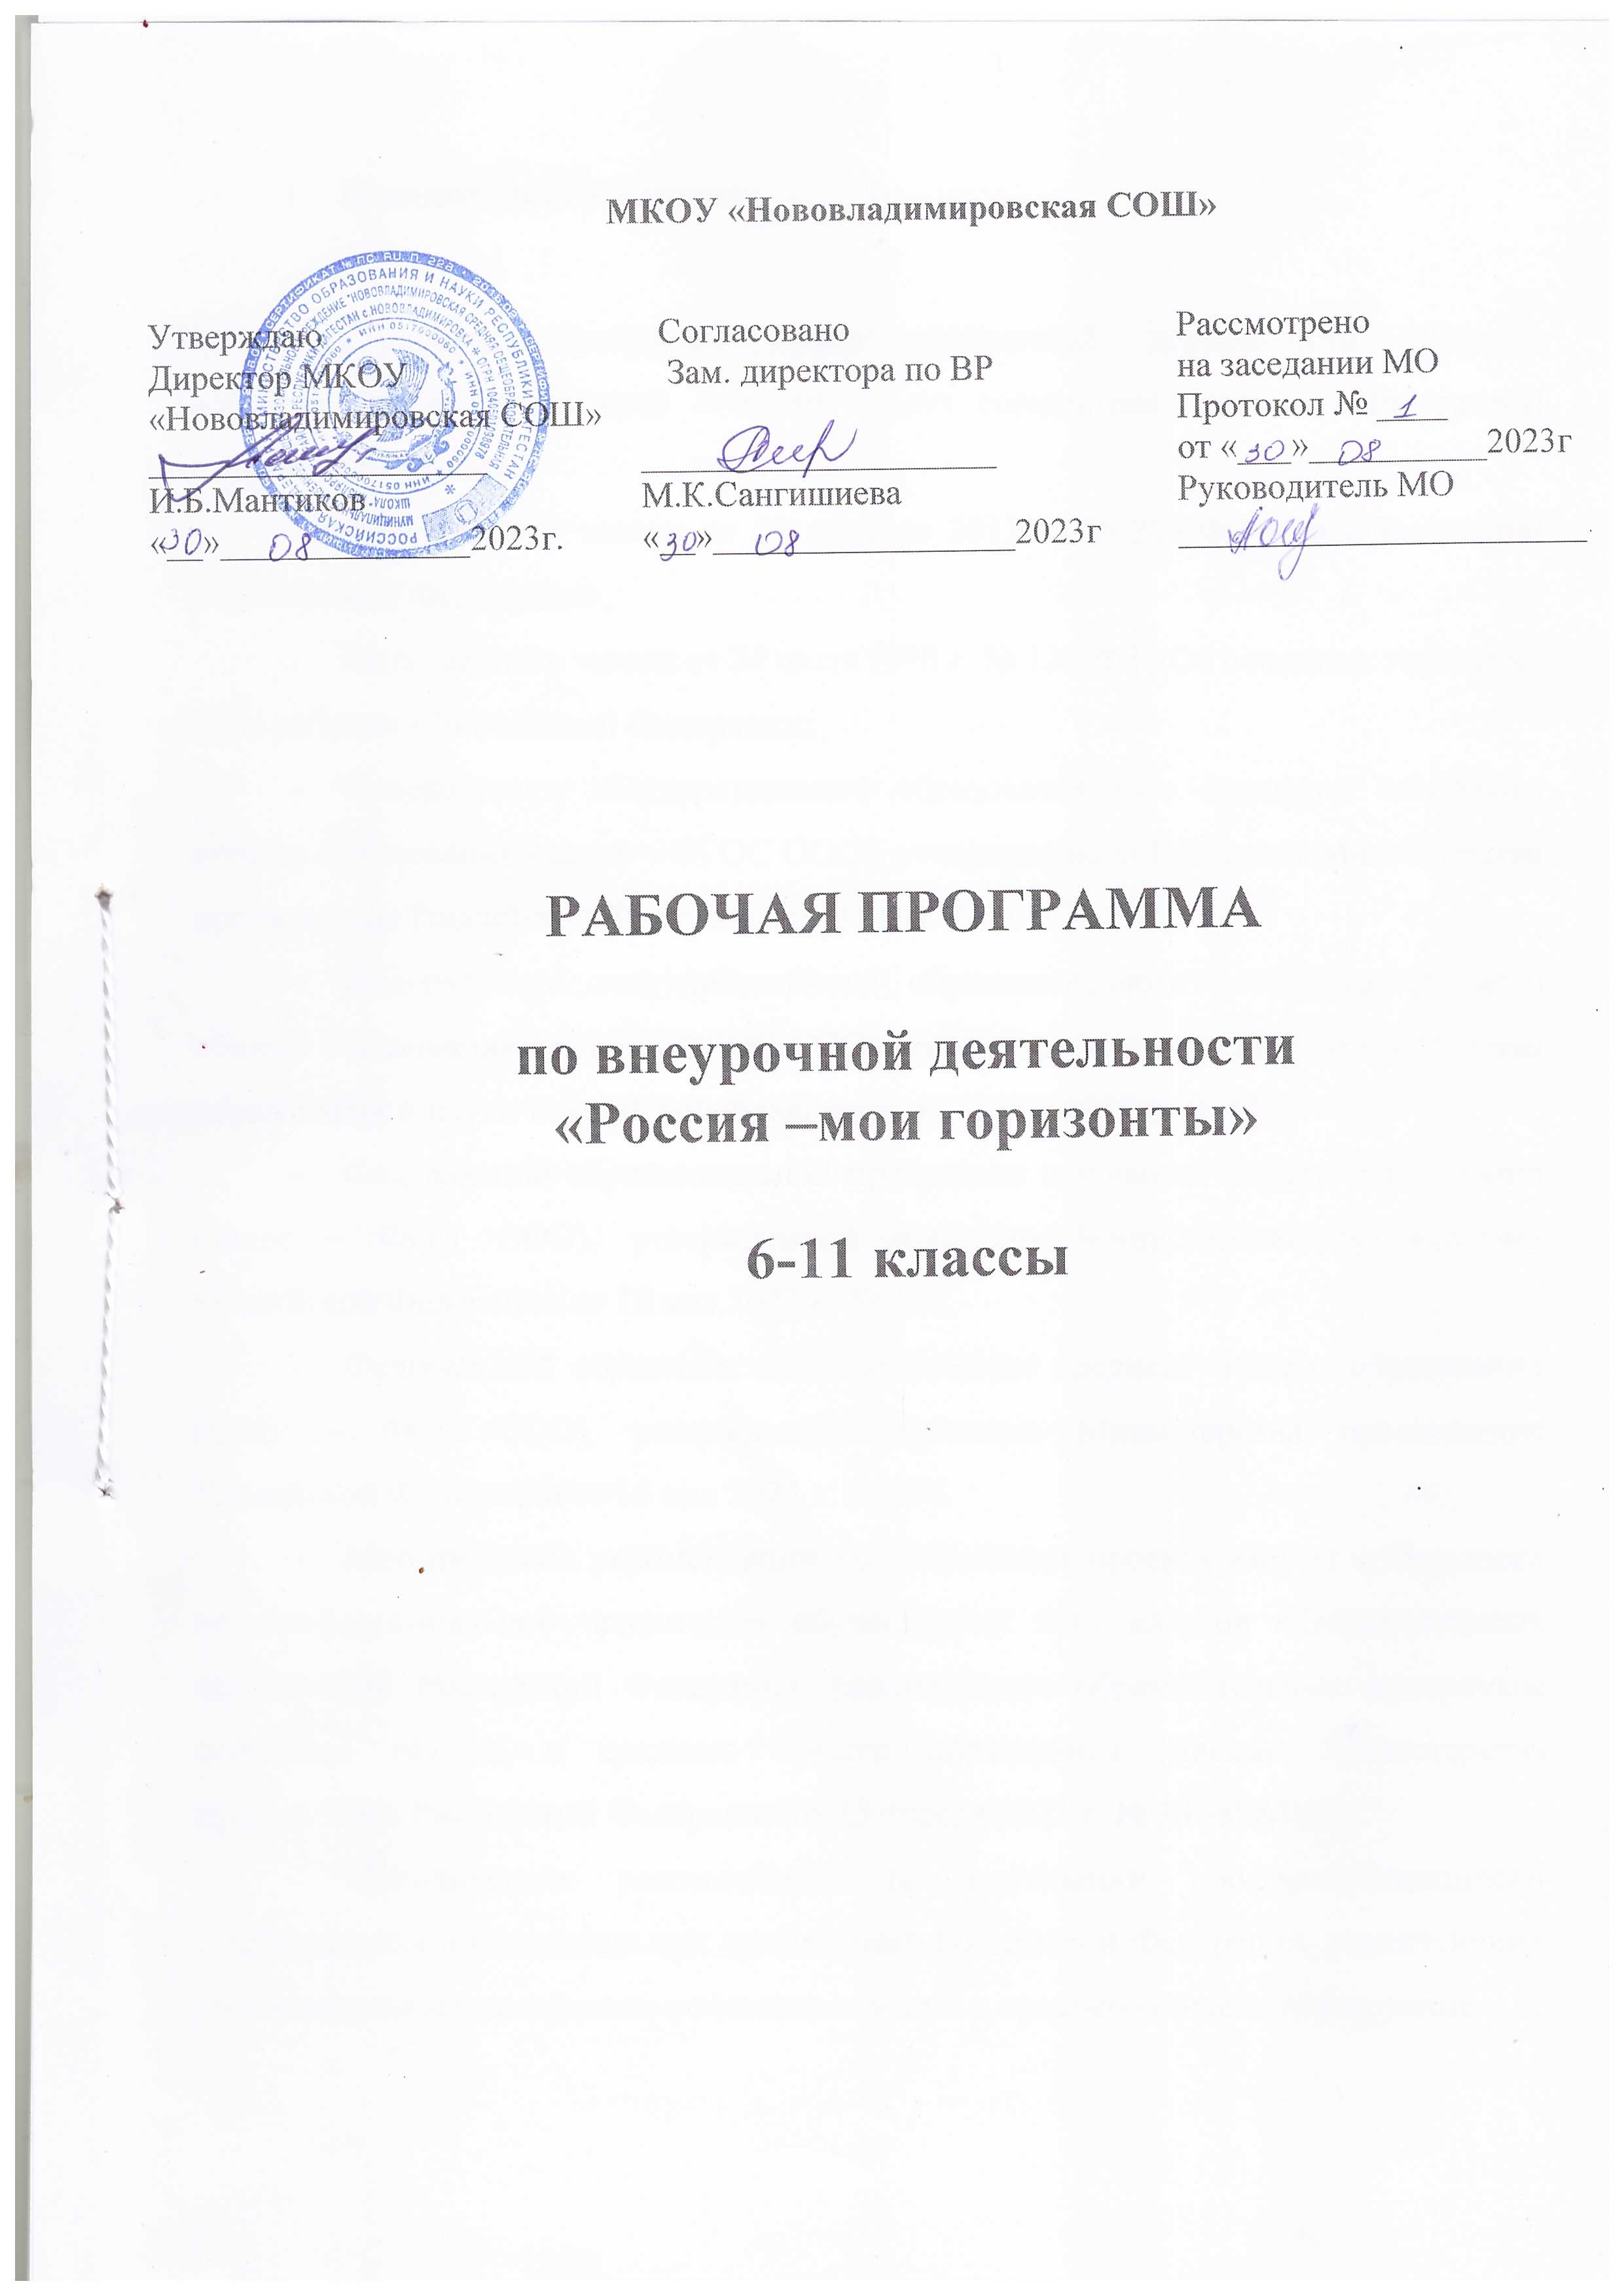 МКОУ «Нововладимировская СОШ»
Утверждаю
Директор МКОУ
«Нововладимировская СОШ»
И.Б.Мантиков
«30» 08 2023г.
Согласовано
Зам. директора по ВР
М.К.Сангишиева
«30» 08 2023г
Рассмотрено
на заседании МО
Протокол № 1
от «30» 08 2023г
Руководитель МО
РАБОЧАЯ ПРОГРАММА
по внеурочной деятельности
«Россия –мои горизонты»
6-11 классы